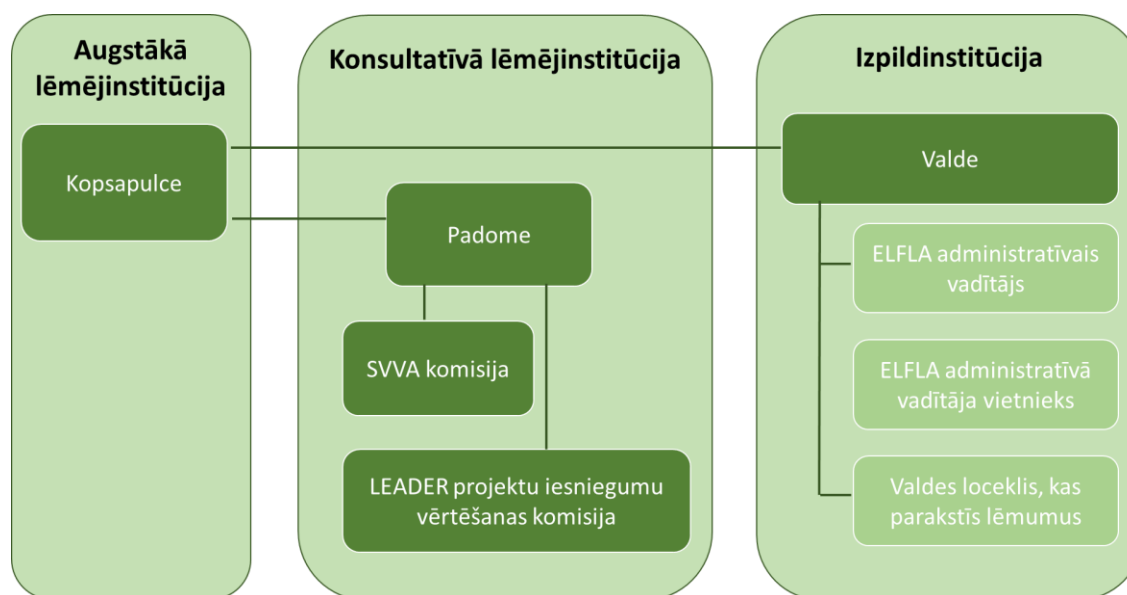 Augstākā
lēmējinstitūcija
Kopsapulce
Konsultatīvā lēmējinstitūcija
Padome
SVVA komisija
LEADER projektu iesniegumu
vērtēšanas komisija
Izpildinstitūcija
Valde
ELFLA administratīvais
vadītājs
ELFLA administratīvā
vadītāja vietnieks
Valdes loceklis, kas
parakstīs lēmumus